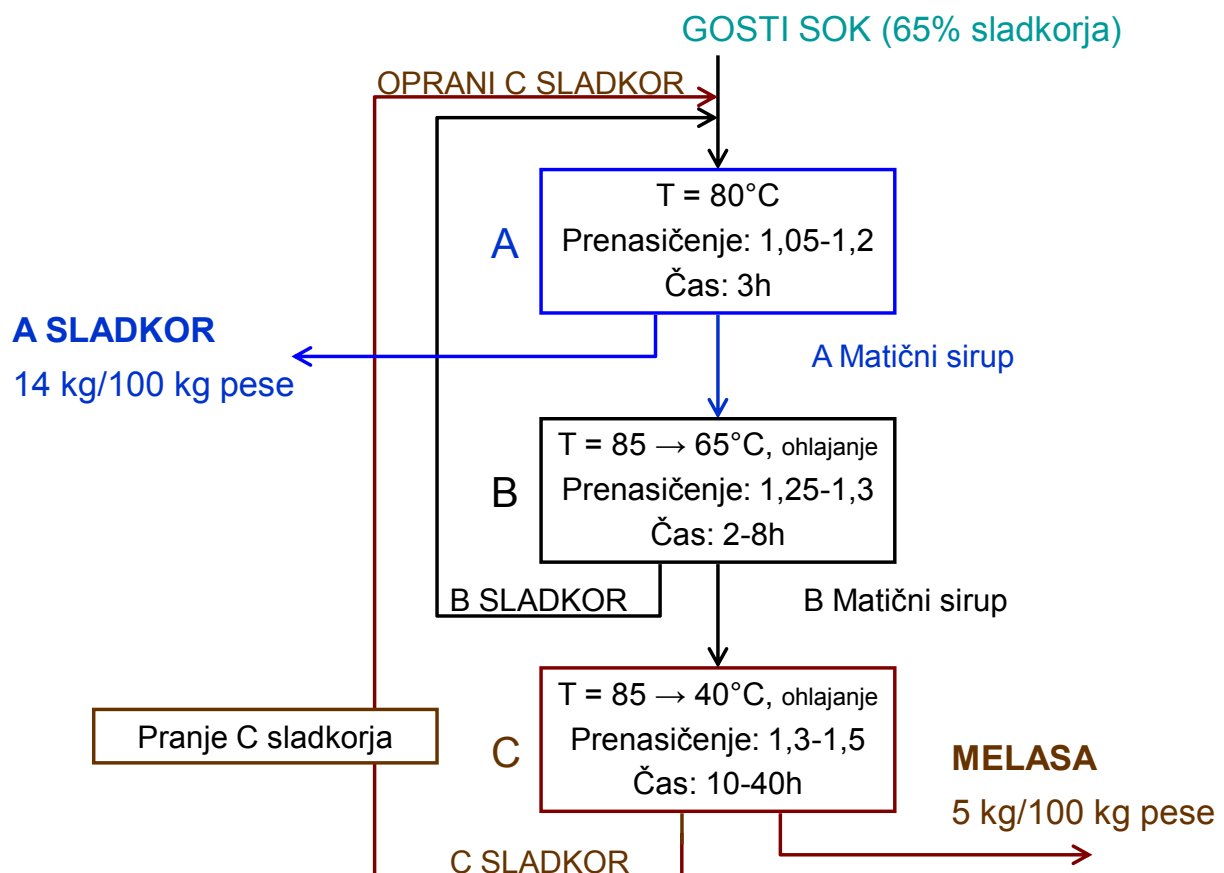 GOSTI SOK (65% sladkorja)
OPRANI C SLADKOR
T = 80°C
Prenasičenje: 1,05-1,2
Čas: 3h
A
A SLADKOR
14 kg/100 kg pese
A Matični sirup
T = 85 → 65°C, ohlajanje
Prenasičenje: 1,25-1,3
Čas: 2-8h
B
B SLADKOR
B Matični sirup
T = 85 → 40°C, ohlajanje
Prenasičenje: 1,3-1,5
Čas: 10-40h
C
Pranje C sladkorja
MELASA
5 kg/100 kg pese
C SLADKOR